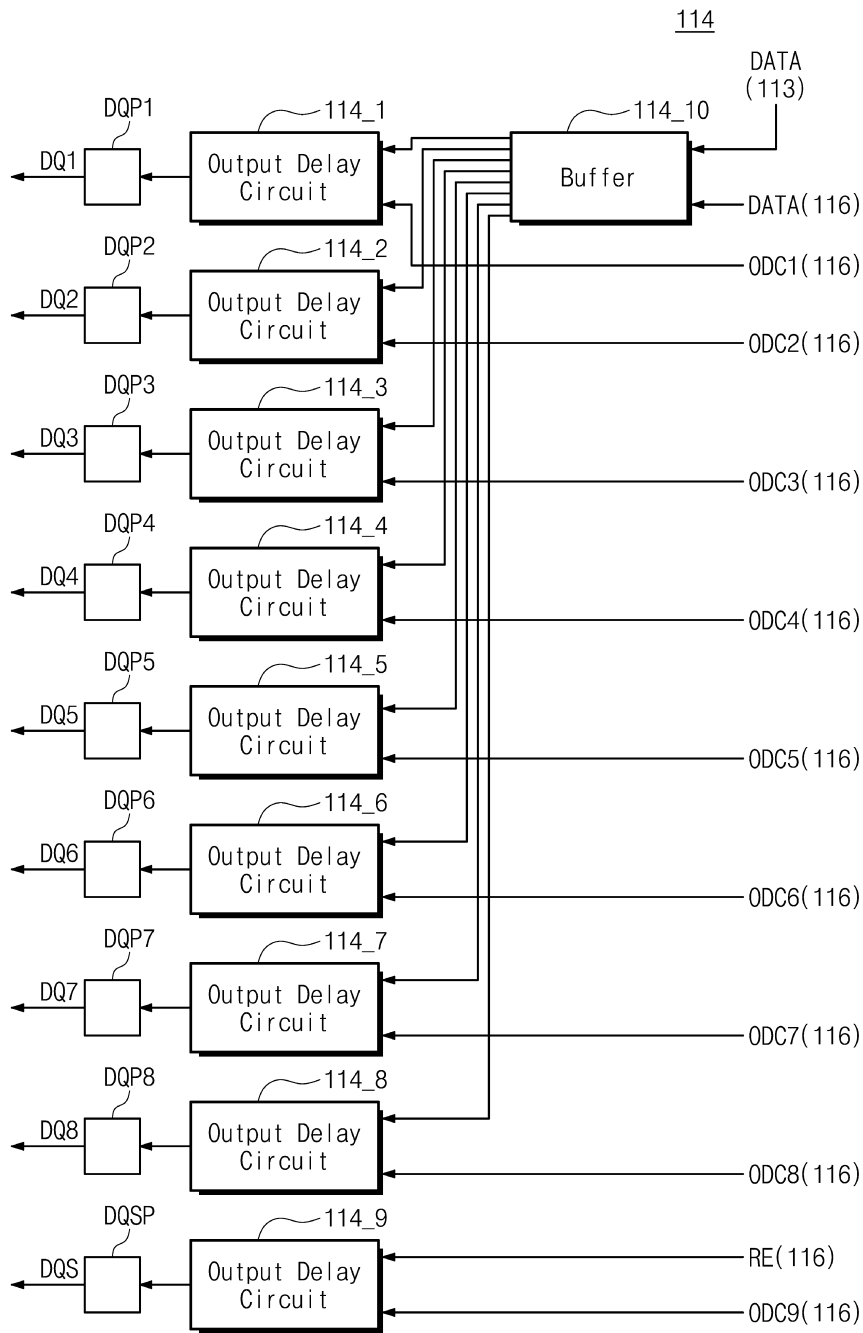 114
DATA
(113)
DQP1
114_1
114_10
DQ1
Output Delay
Circuit
Buffer
DATA(116)
DQP2
114_2
ODC1(116)
DQ2
Output Delay
Circuit
ODC2(116)
DQP3
114_3
DQ3
Output Delay
Circuit
ODC3(116)
DQP4
114_4
DQ4
Output Delay
Circuit
ODC4(116)
DQP5
114_5
DQ5
Output Delay
Circuit
ODC5(116)
DQP6
114_6
DQ6
Output Delay
Circuit
ODC6(116)
DQP7
114_7
DQ7
Output Delay
Circuit
ODC7(116)
DQP8
114_8
DQ8
Output Delay
Circuit
ODC8(116)
DQSP
114_9
RE(116)
DQS
Output Delay
Circuit
ODC9(116)